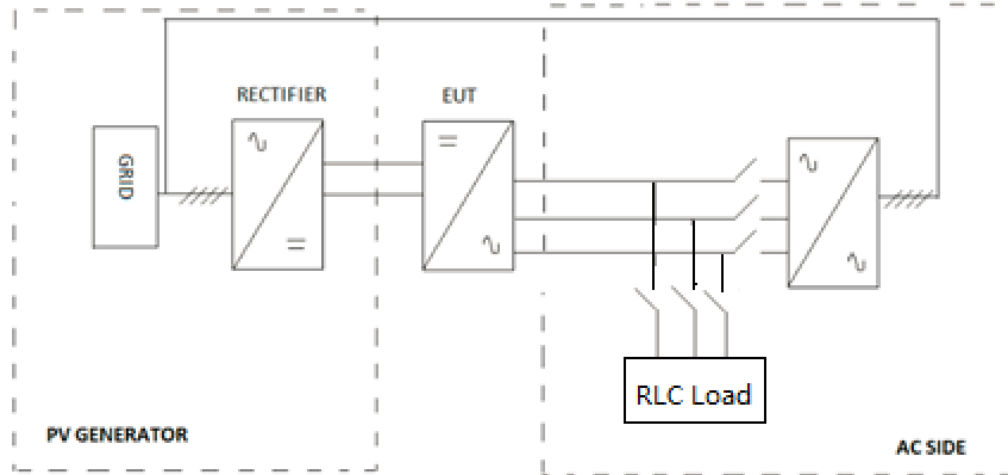 RECTIFIER
EUT
GRID
RLC Load
PV GENERATOR
AC SIDE